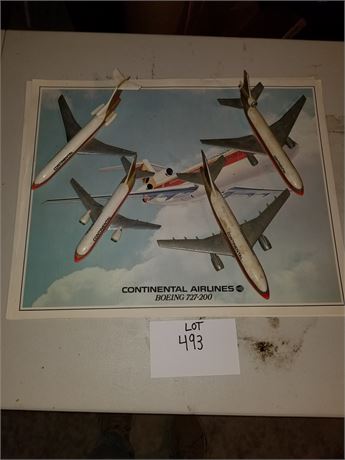 CONTINENTAL AIRLINES
BOEING 727-200
LOT
493